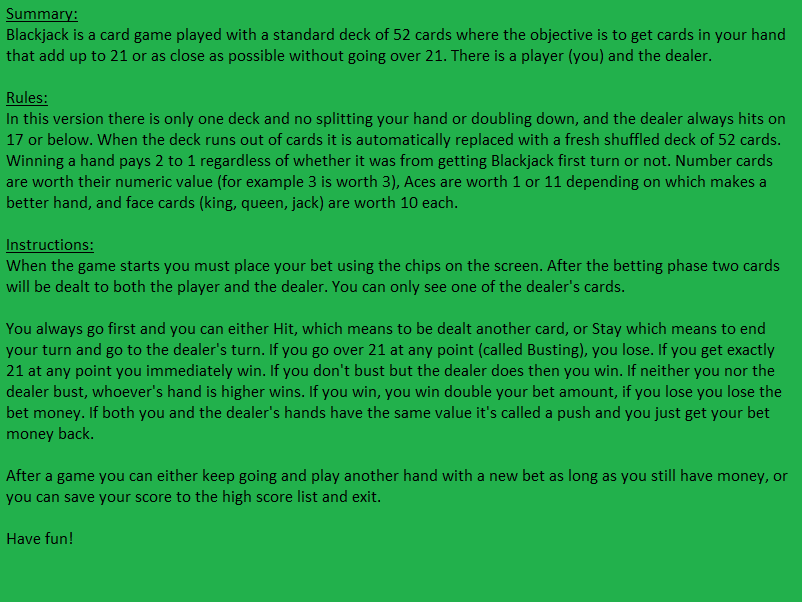 Summary:
Blackjack is a card game played with a standard deck of 52 cards where the objective is to get cards in your hand
that add up to 21 or as close as possible without going over 21. There is a player (you) and the dealer.
Rules:
In this version there is only one deck and no splitting your hand or doubling down, and the dealer always hits on
17 or below. When the deck runs out of cards it is automatically replaced with a fresh shuffled deck of 52 cards.
Winning a hand pays 2 to 1 regardless of whether it was from getting Blackjack first turn or not. Number cards
are worth their numeric value (for example 3 is worth 3), Aces are worth 1 or 11 depending on which makes a
better hand, and face cards (king, queen, jack) are worth 10 each.
Instructions:
When the game starts you must place your bet using the chips on the screen. After the betting phase two cards
will be dealt to both the player and the dealer. You can only see one of the dealer's cards.
You always go first and you can either Hit, which means to be dealt another card, or Stay which means to end
your turn and go to the dealer's turn. If you go over 21 at any point (called Busting), you lose. If you get exactly
21 at any point you immediately win. If you don't bust but the dealer does then you win. If neither you nor the
dealer bust, whoever's hand is higher wins. If you win, you win double your bet amount, if you lose you lose the
bet money. If both you and the dealer's hands have the same value it's called a push and you just get your bet
money back.
After a game you can either keep going and play another hand with a new bet as long as you still have money, or
you can save your score to the high score list and exit.
Have fun!